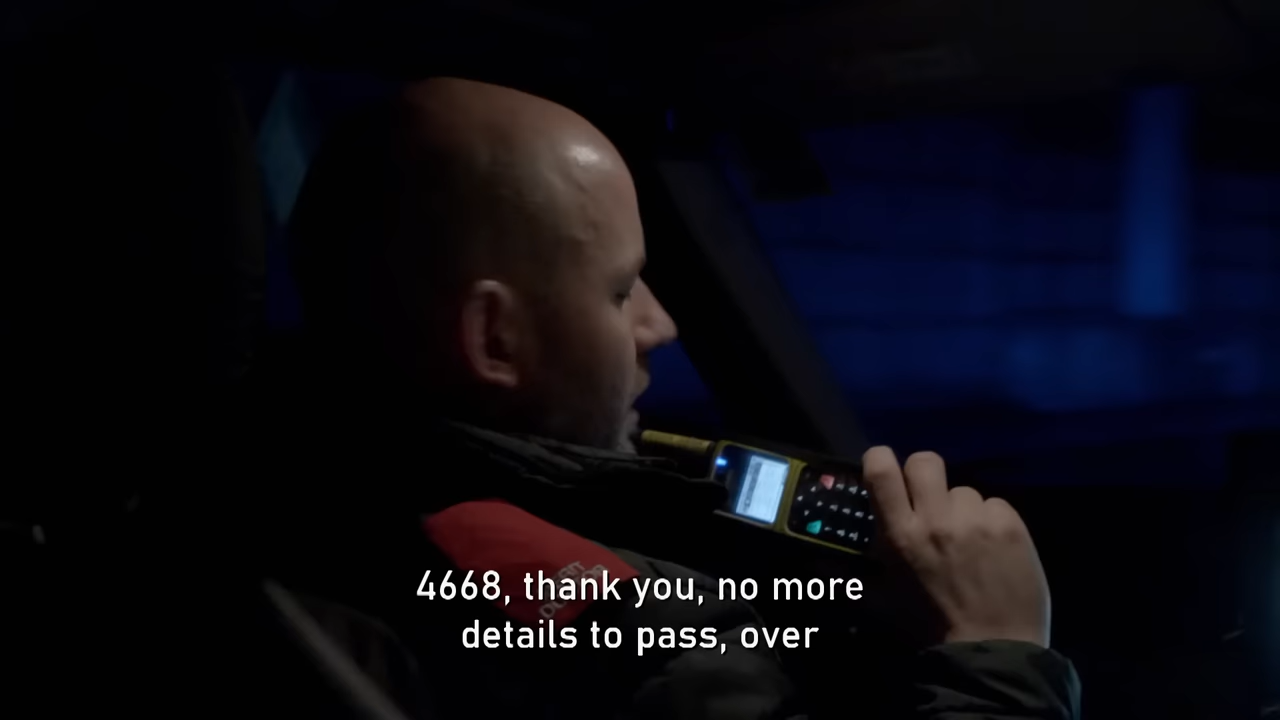 4668, thank you, no more
details to pass, over